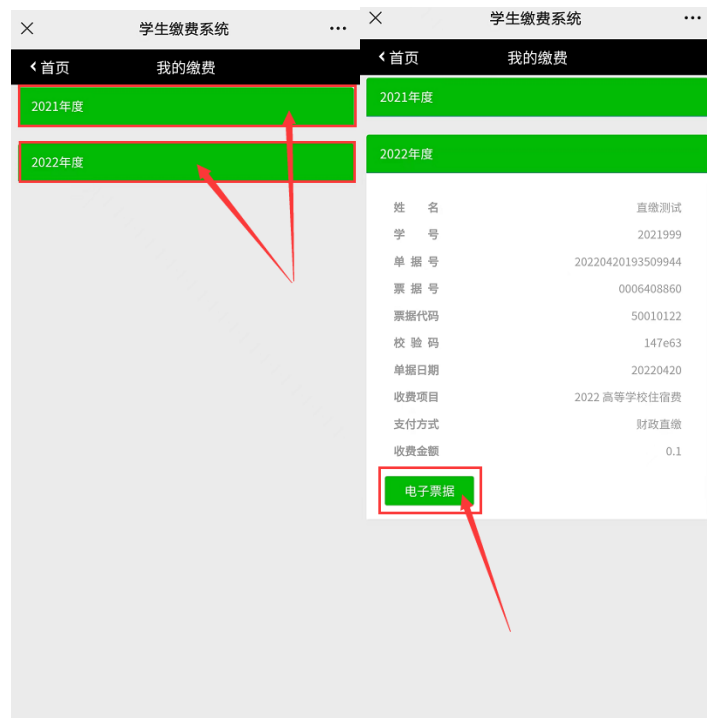 学生缴费系统
首页
我的缴费
2021年度
2022年度
学生缴费系统
首页
我的缴费
2021年度
2022年度
姓 名 直缴测试
学 号 2021999
单 据 号 20220420193509944
票 据 号 0006408860
票据代码 50010122
校 验 码 147e63
单据日期 20220420
收费项目 2022 高等学校住宿费
支付方式 财政直缴
收费金额 0.1
电子票据